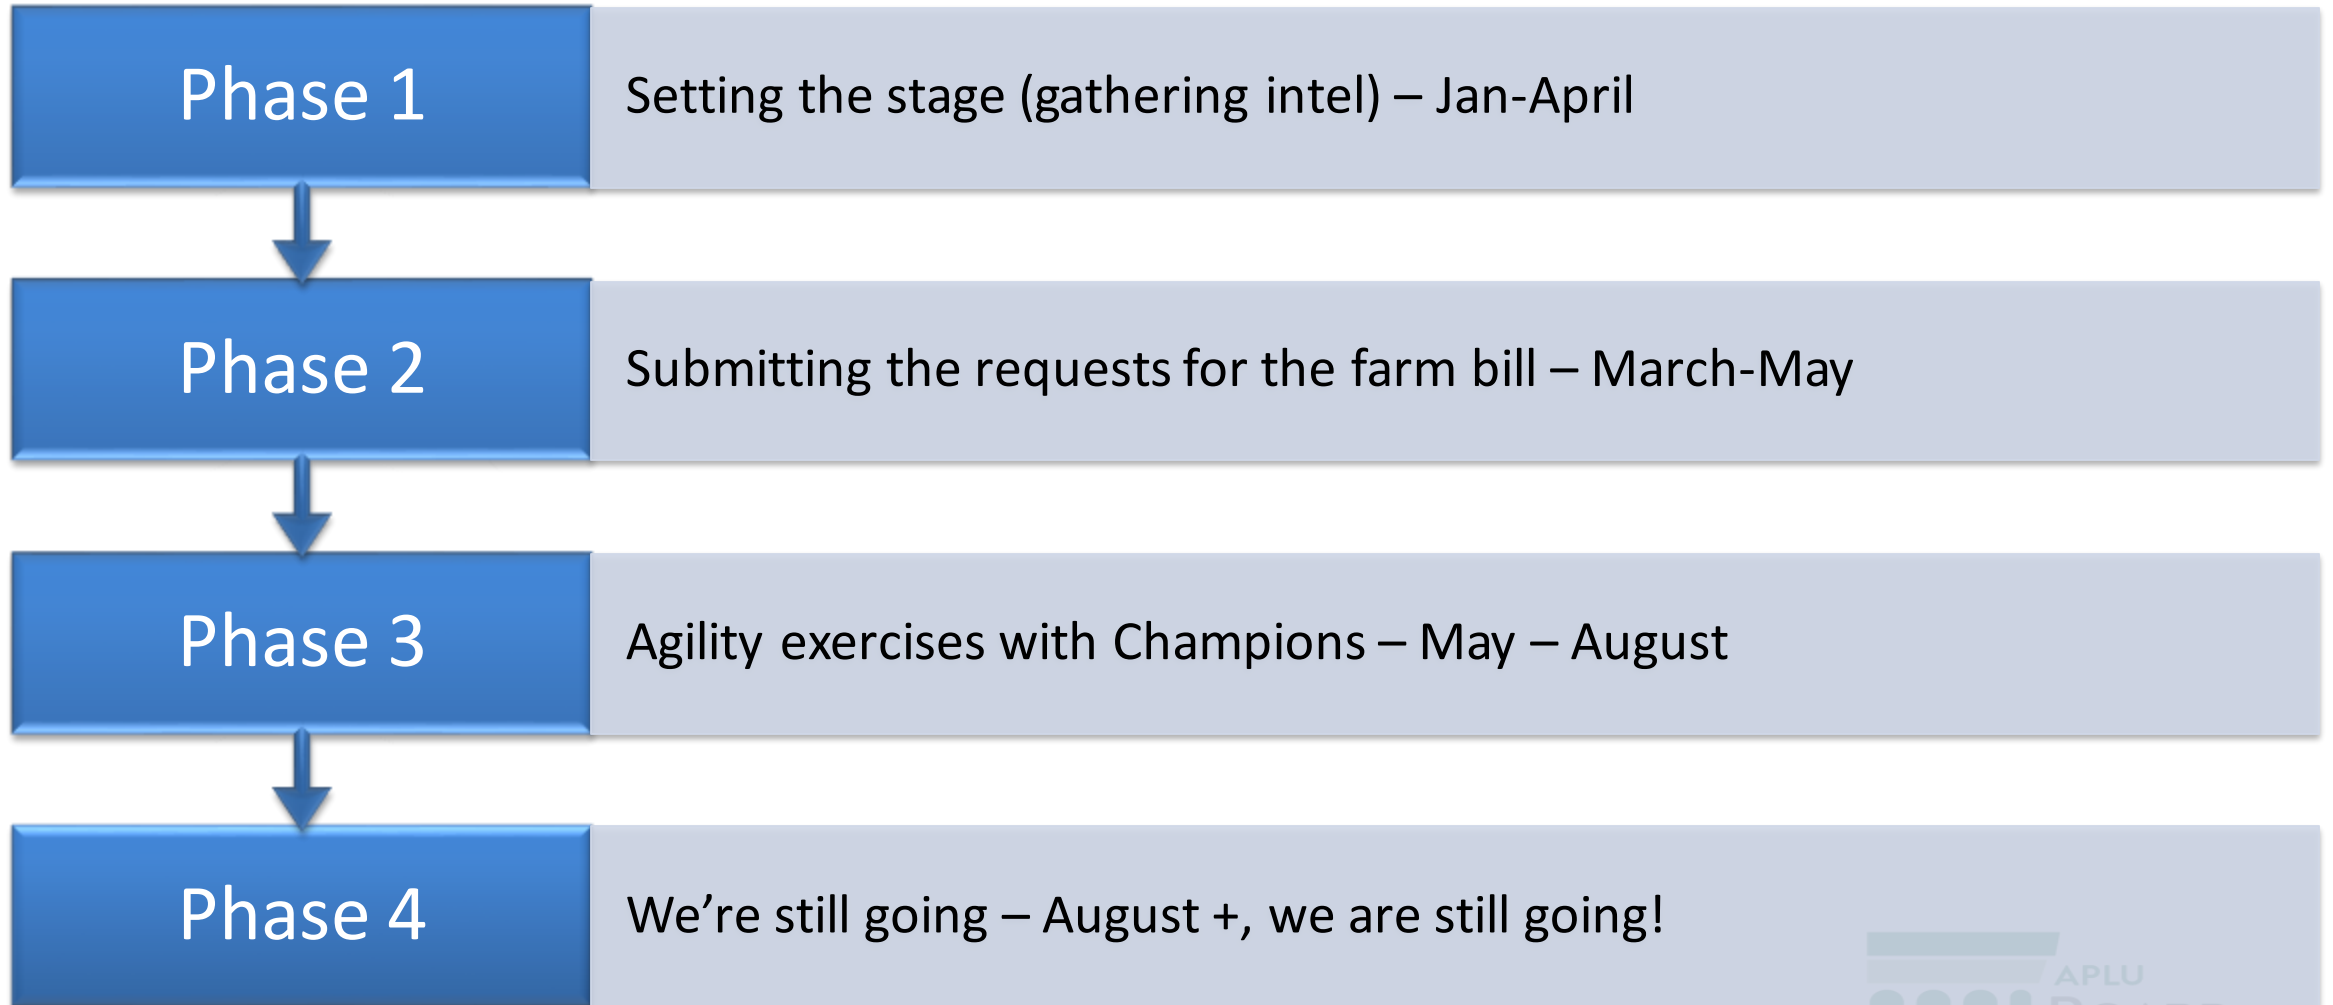 Phase 1
Setting the stage (gathering intel) – Jan-April
Phase 2
Submitting the requests for the farm bill – March-May
Phase 3
Agility exercises with Champions – May – August
Phase 4
We’re still going – August +, we are still going!
APLU